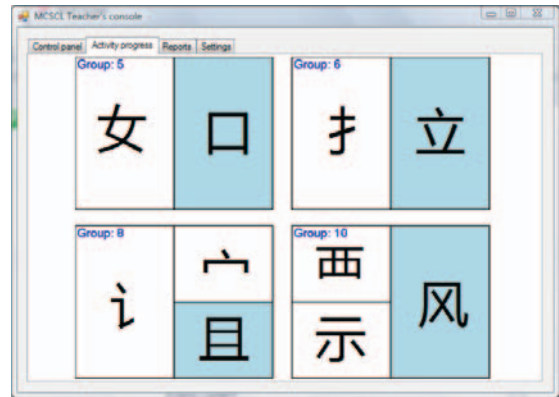 MCSCL Teacher's console
Control panel Activity progress Reports Settings
Group: 5 Group: 6
女 口 扌 立
Group: 8 Group: 10
讠 宀 且 西 示 风